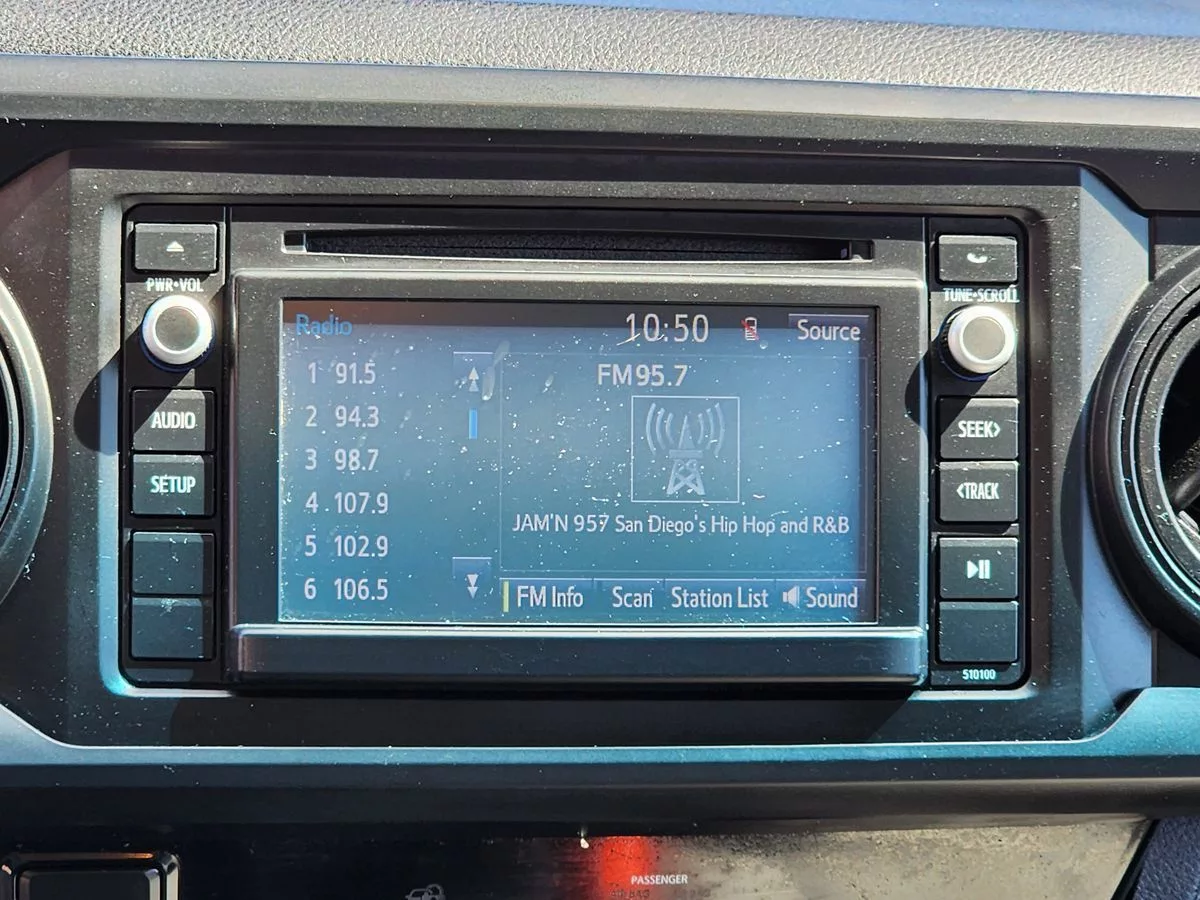 PWR•VOL
AUDIO
SETUP
Radio
10:50
Source
1 91.5
2 94.3
3 98.7
4 107.9
5 102.9
6 106.5
FM95.7
JAM'N 957 San Diego's Hip Hop and R&B
FM Info
Scan
Station List
Sound
TUNE•SCROLL
SEEK>
<TRACK
510100
PASSENGER